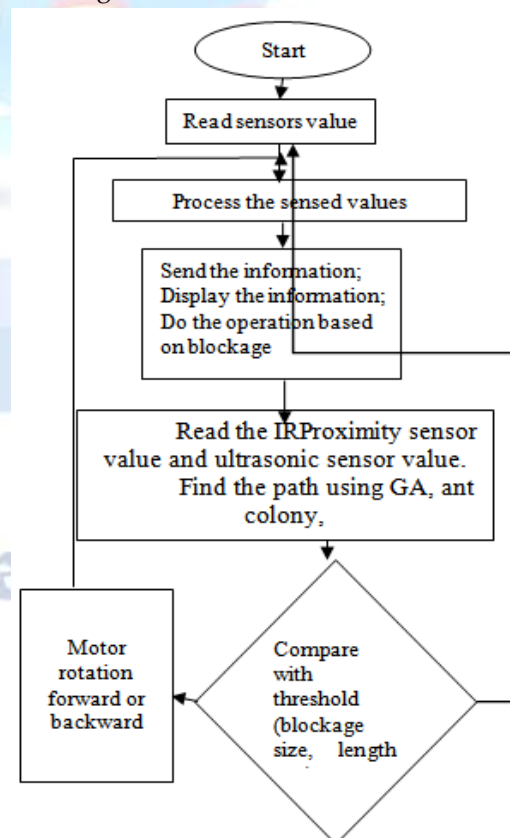 Start
Read sensors value
Process the sensed values
Send the information;
Display the information;
Do the operation based
on blockage
Read the IRProximity sensor
value and ultrasonic sensor value.
Find the path using GA, ant
colony,
Motor
rotation
forward or
backward
Compare
with
threshold
(blockage
size, length